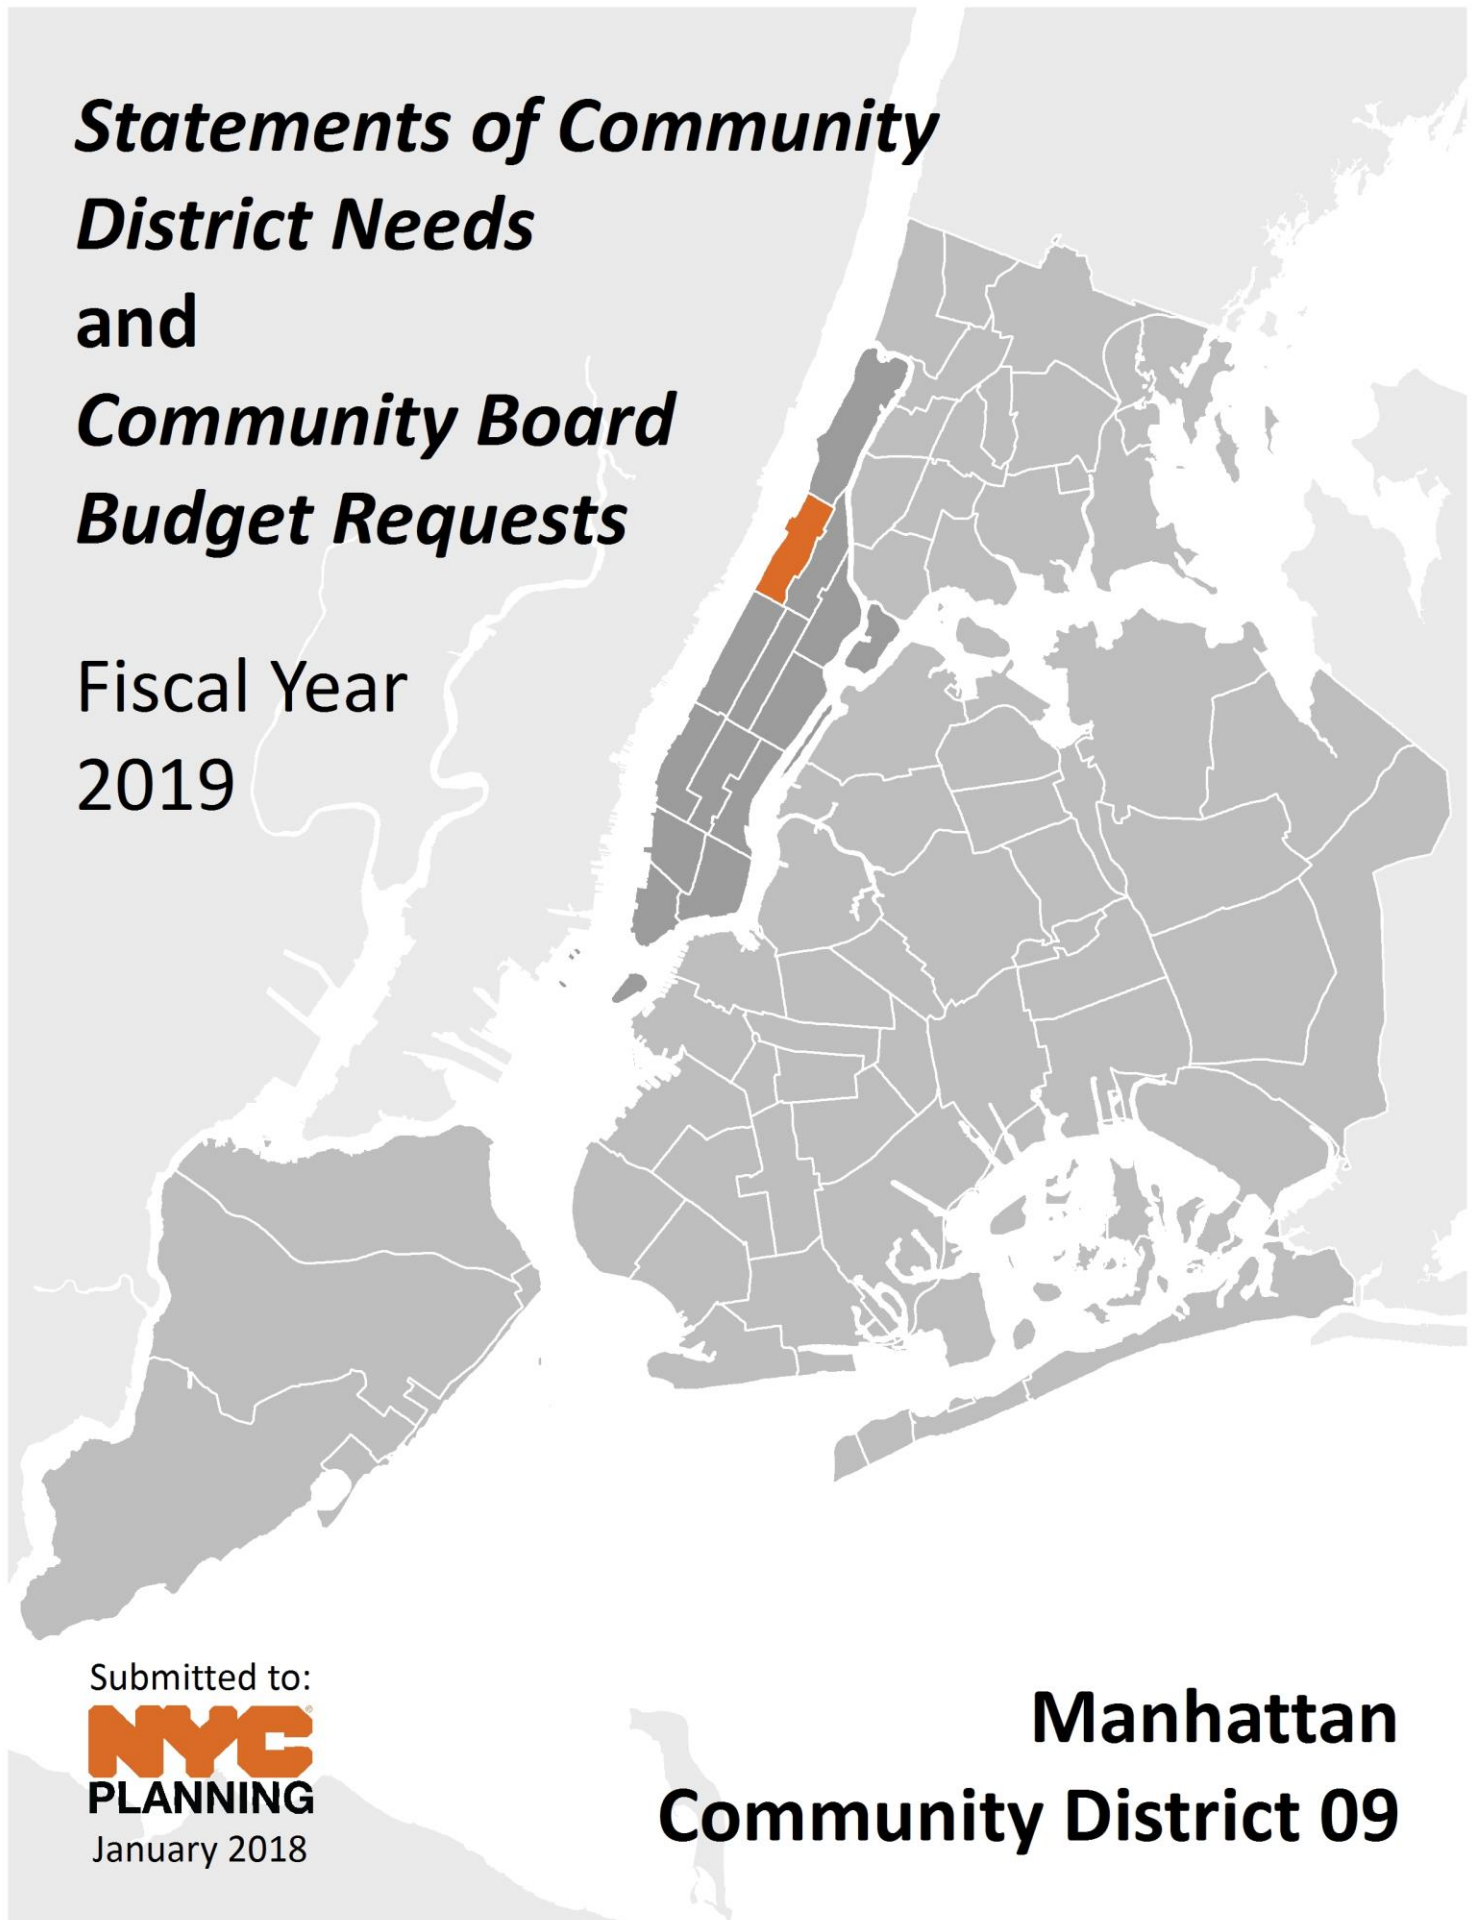 Statements of Community
District Needs
and
Community Board
Budget Requests
Fiscal Year
2019
Submitted to:
NYC
PLANNING
January 2018
Manhattan
Community District 09